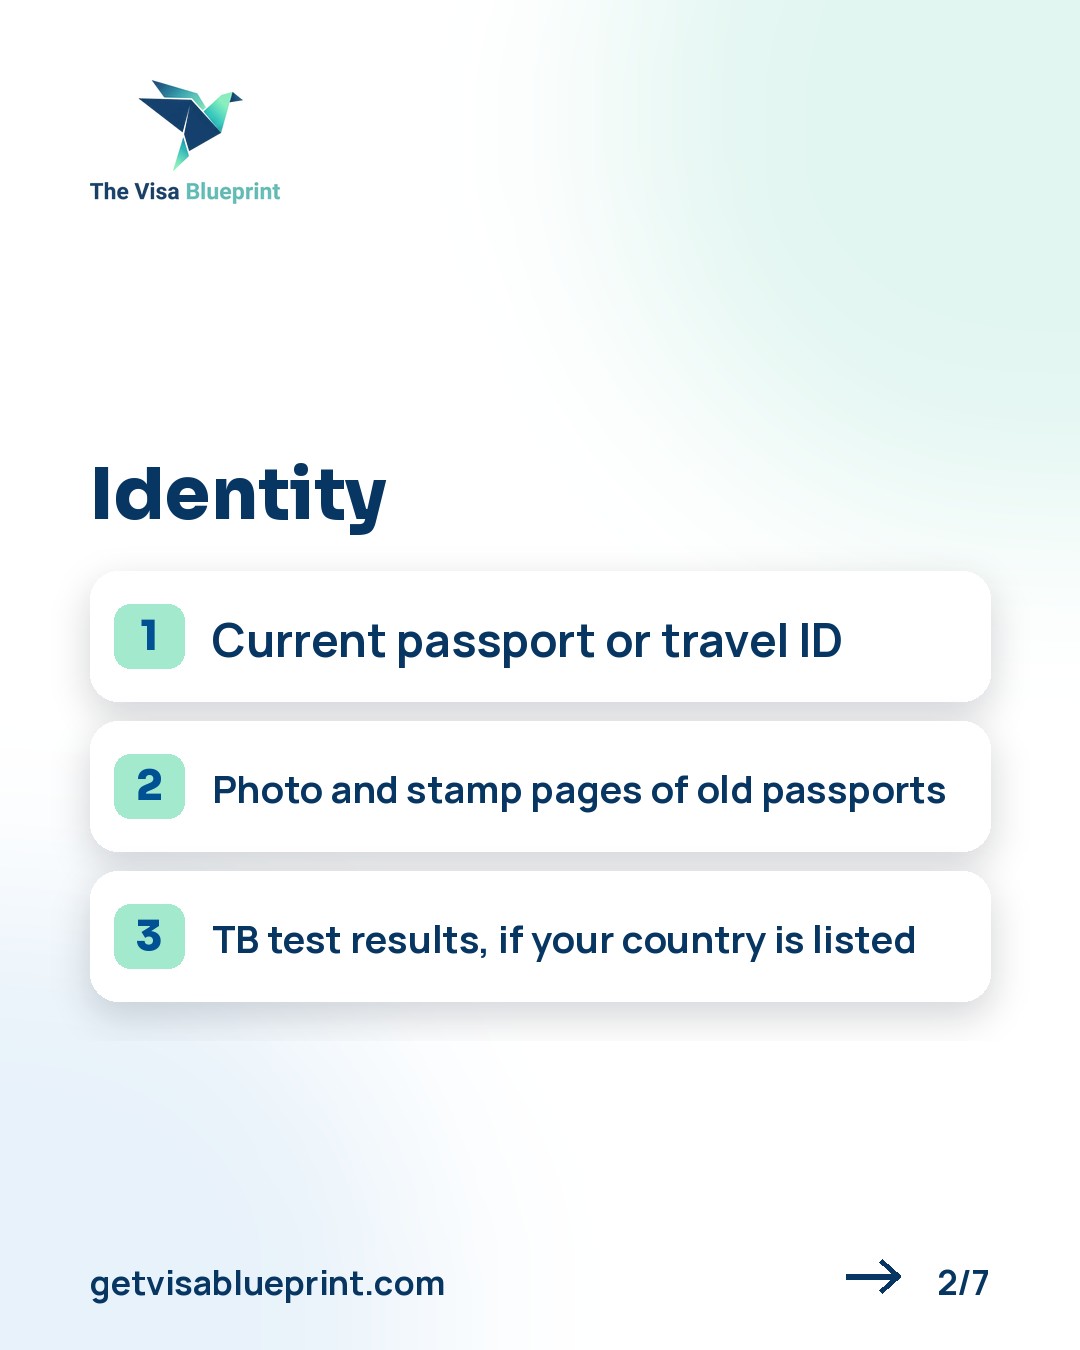 The Visa Blueprint
Identity
1 Current passport or travel ID
2 Photo and stamp pages of old passports
3 TB test results, if your country is listed
getvisablueprint.com → 2/7